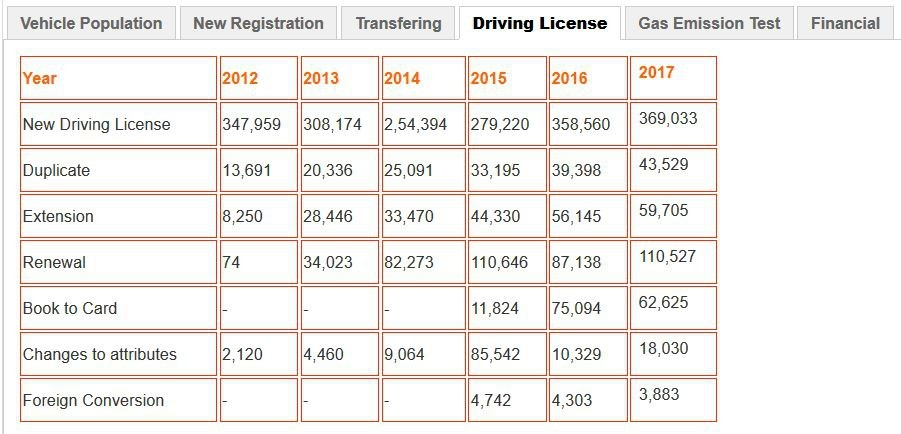 Vehicle Population New Registration Transfering Driving License Gas Emission Test Financial
Year 2012 2013 2014 2015 2016 2017
New Driving License 347,959 308,174 2,54,394 279,220 358,560 369,033
Duplicate 13,691 20,336 25,091 33,195 39,398 43,529
Extension 8,250 28,446 33,470 44,330 56,145 59,705
Renewal 74 34,023 82,273 110,646 87,138 110,527
Book to Card - - - 11,824 75,094 62,625
Changes to attributes 2,120 4,460 9,064 85,542 10,329 18,030
Foreign Conversion - - - 4,742 4,303 3,883